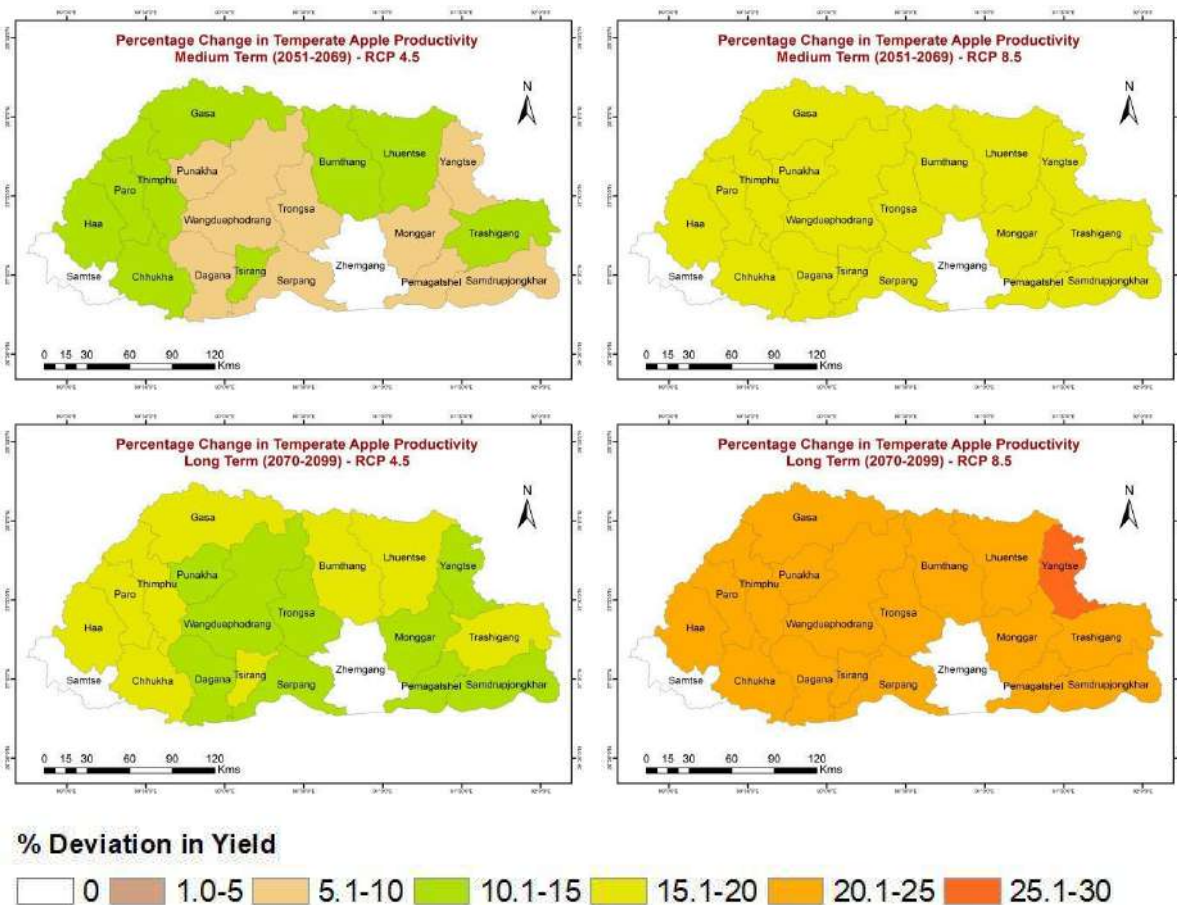 Percentage Change in Temperate Apple Productivity
Medium Term (2051-2069) - RCP 4.5
N
Gasa
Bumthang
Lhuentse
Punakha
Yangtse
Thimphu
Paro
Trongsa
Haa
Wangduephodrang
Monggar
Trashigang
Zhemgang
Samtse
Chhukha
Dagana
Tsirang
Sarpang
Pemagatshel
Samdrupjongkhar
0 15 30 60 90 120
Kms
Percentage Change in Temperate Apple Productivity
Medium Term (2051-2069) - RCP 8.5
N
Gasa
Bumthang
Lhuentse
Punakha
Yangtse
Thimphu
Paro
Trongsa
Haa
Wangduephodrang
Monggar
Trashigang
Zhemgang
Samtse
Chhukha
Dagana
Tsirang
Sarpang
Pemagatshel
Samdrupjongkhar
0 15 30 60 90 120
Kms
Percentage Change in Temperate Apple Productivity
Long Term (2070-2099) - RCP 4.5
N
Gasa
Bumthang
Lhuentse
Punakha
Yangtse
Thimphu
Paro
Trongsa
Haa
Wangduephodrang
Monggar
Trashigang
Zhemgang
Samtse
Chhukha
Dagana
Tsirang
Sarpang
Pemagatshel
Samdrupjongkhar
0 15 30 60 90 120
Kms
Percentage Change in Temperate Apple Productivity
Long Term (2070-2099) - RCP 8.5
N
Gasa
Bumthang
Lhuentse
Punakha
Yangtse
Thimphu
Paro
Trongsa
Haa
Wangduephodrang
Monggar
Trashigang
Zhemgang
Samtse
Chhukha
Dagana
Tsirang
Sarpang
Pemagatshel
Samdrupjongkhar
0 15 30 60 90 120
Kms
% Deviation in Yield
0 1.0-5 5.1-10 10.1-15 15.1-20 20.1-25 25.1-30